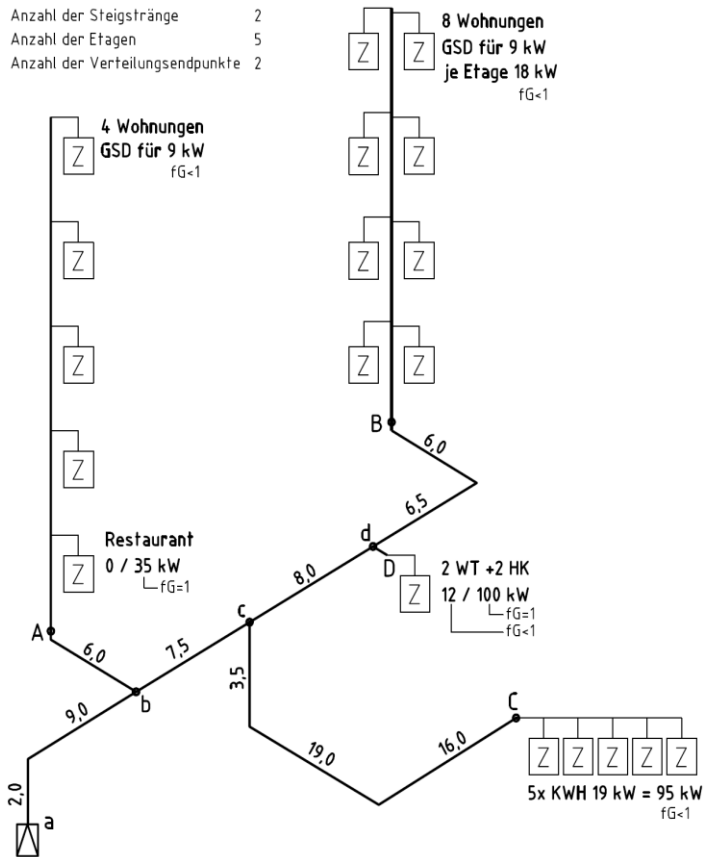 Anzahl der Steigstränge 2
Anzahl der Etagen 5
Anzahl der Verteilungsendpunkte 2
Z
Z
8 Wohnungen
GSD für 9 kW
je Etage 18 kW
fG<1
4 Wohnungen
GSD für 9 kW
fG<1
Z
Z
Z
Z
Z
Z
Z
Z
Z
Z
B
6,0
6,5
Restaurant
0 / 35 kW
fG=1
Z
d
D
Z
2 WT +2 HK
12 / 100 kW
fG=1
fG<1
8,0
c
A
6,0
7,5
b
9,0
3,5
19,0
16,0
C
Z
Z
Z
Z
Z
5x KWH 19 kW = 95 kW
fG<1
2,0
a